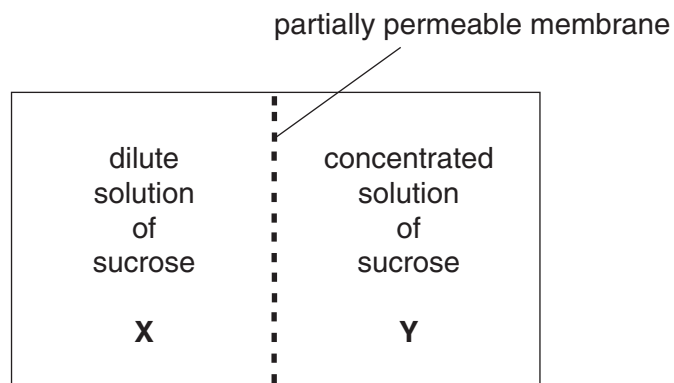 partially permeable membrane
dilute
solution
of
sucrose
X
concentrated
solution
of
sucrose
Y